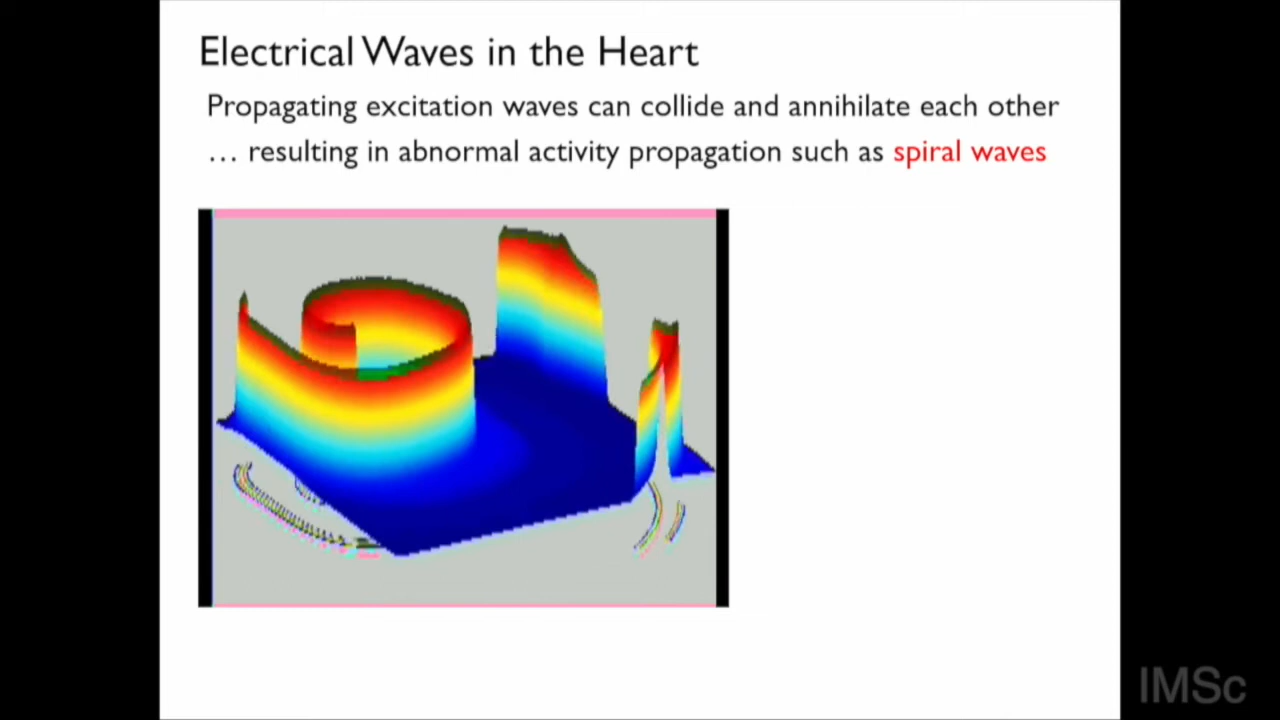 Electrical Waves in the Heart
Propagating excitation waves can collide and annihilate each other
… resulting in abnormal activity propagation such as spiral waves
IMSc